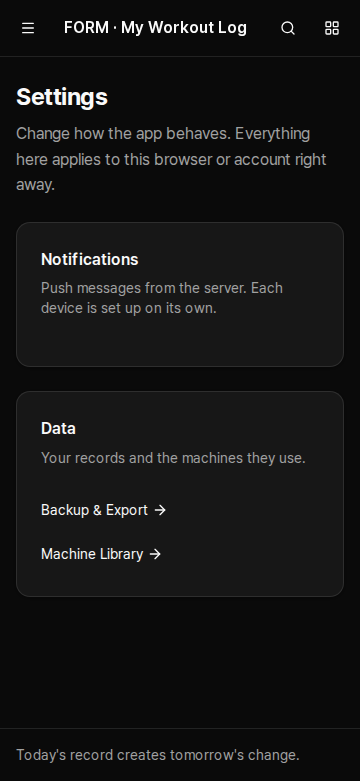 FORM · My Workout Log
Settings
Change how the app behaves. Everything
here applies to this browser or account right
away.
Notifications
Push messages from the server. Each
device is set up on its own.
Data
Your records and the machines they use.
Backup & Export →
Machine Library →
Today's record creates tomorrow's change.